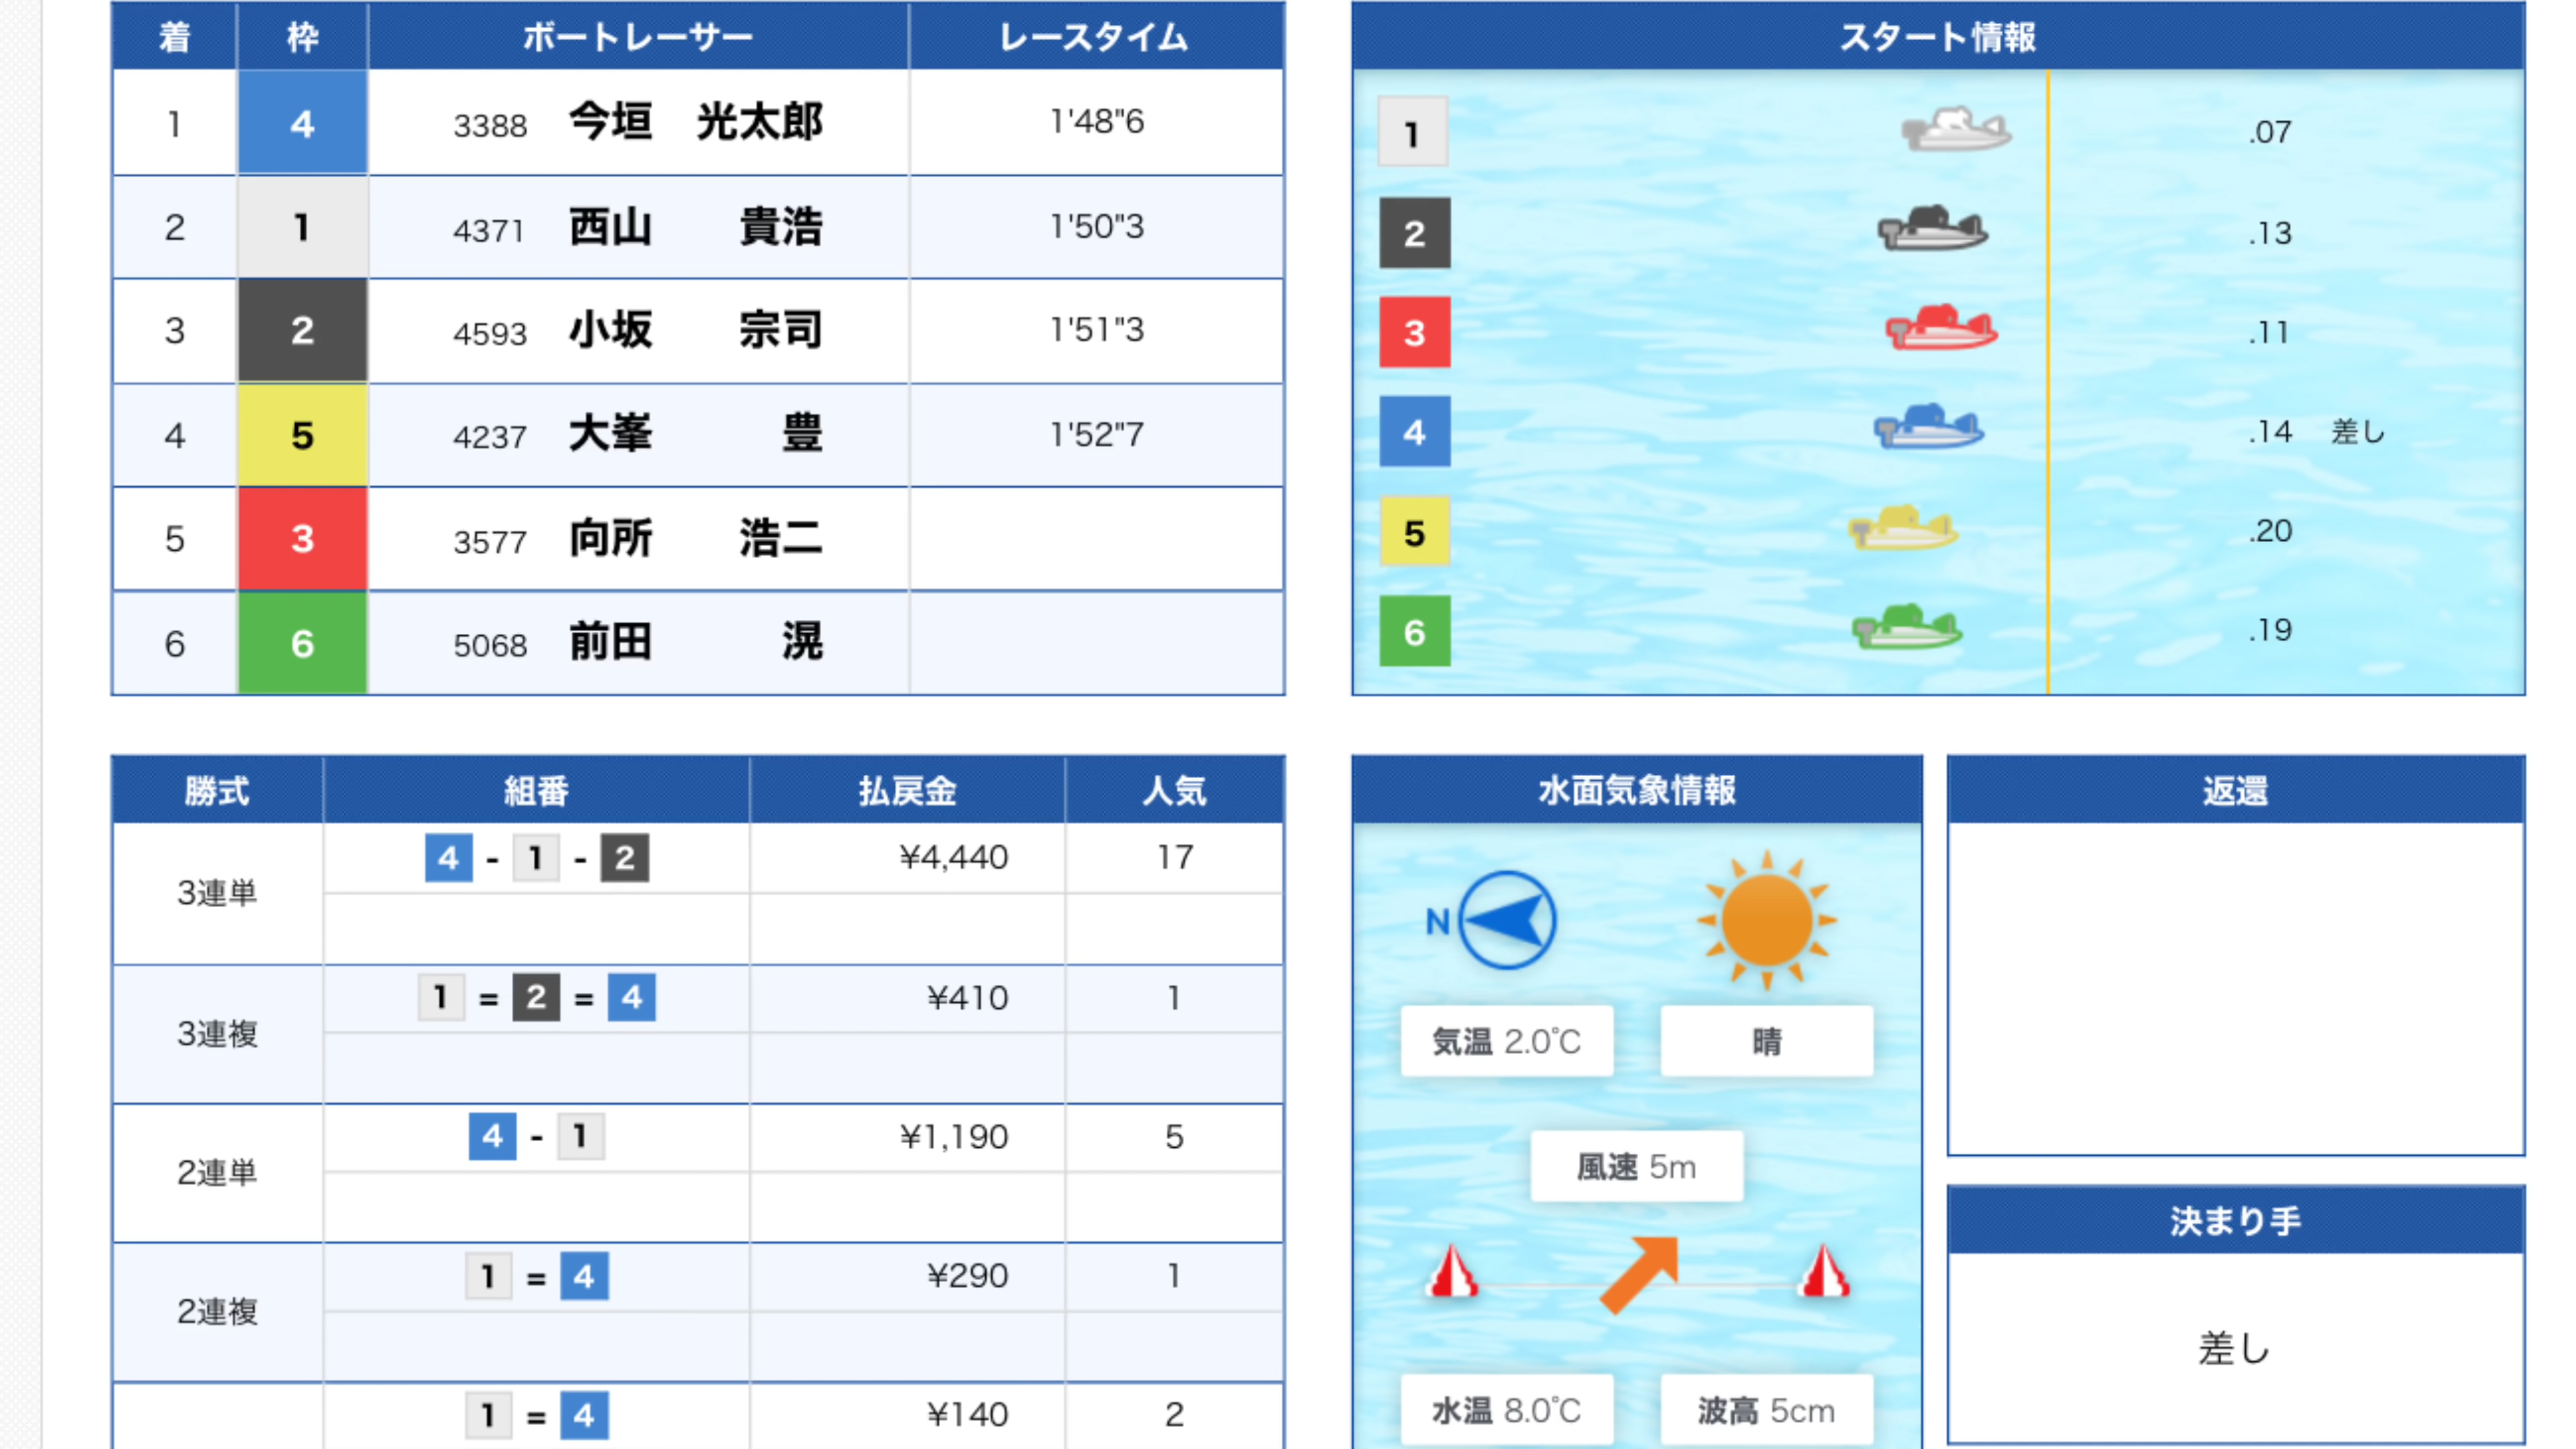 着 枠 ボートレーサー レースタイム
1 4 3388 今垣 光太郎 1'48"6
2 1 4371 西山 貴浩 1'50"3
3 2 4593 小坂 宗司 1'51"3
4 5 4237 大峯 豊 1'52"7
5 3 3577 向所 浩二
6 6 5068 前田 滉
スタート情報
1 .07
2 .13
3 .11
4 .14 差し
5 .20
6 .19
勝式 組番 払戻金 人気
3連単 4 - 1 - 2 ¥4,440 17
3連複 1 = 2 = 4 ¥410 1
2連単 4 - 1 ¥1,190 5
2連複 1 = 4 ¥290 1
1 = 4 ¥140 2
水面気象情報
N
気温 2.0℃ 晴
風速 5m
水温 8.0℃ 波高 5cm
返還
決まり手
差し